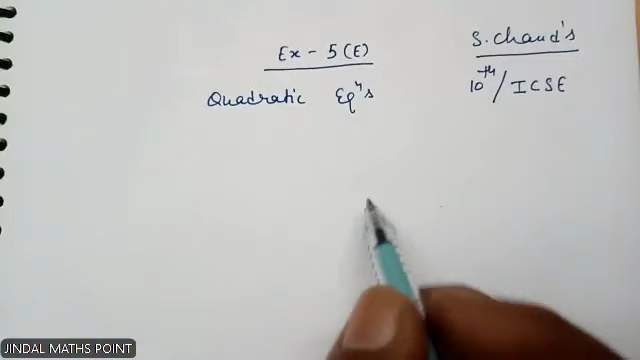 Ex - 5(E)
S. Chand's
Quadratic Eqⁿs
10ᵗʰ/ ICSE
JINDAL MATHS POINT